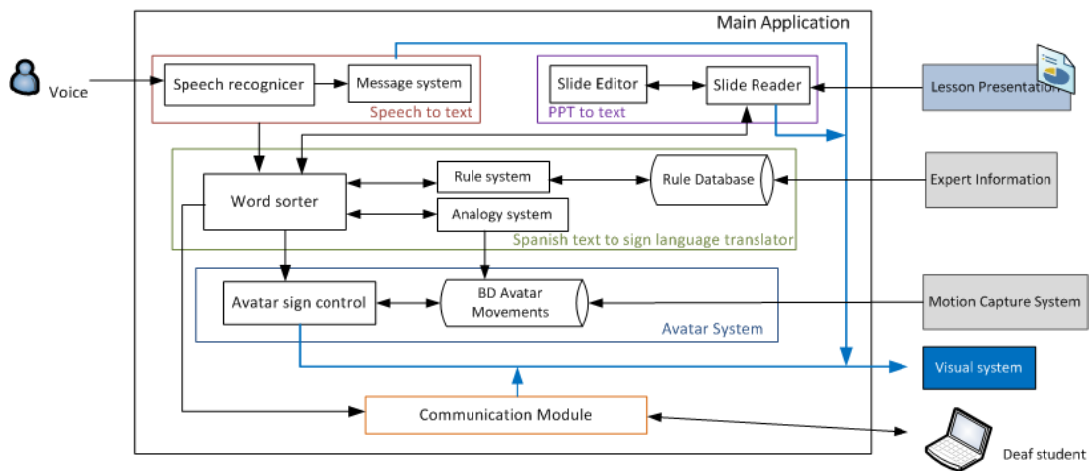 Main Application
Voice
Speech recognicer
Message system
Speech to text
Slide Editor
Slide Reader
PPT to text
Lesson Presentation
Word sorter
Rule system
Rule Database
Expert Information
Analogy system
Spanish text to sign language translator
Avatar sign control
BD Avatar
Movements
Motion Capture System
Avatar System
Visual system
Communication Module
Deaf student